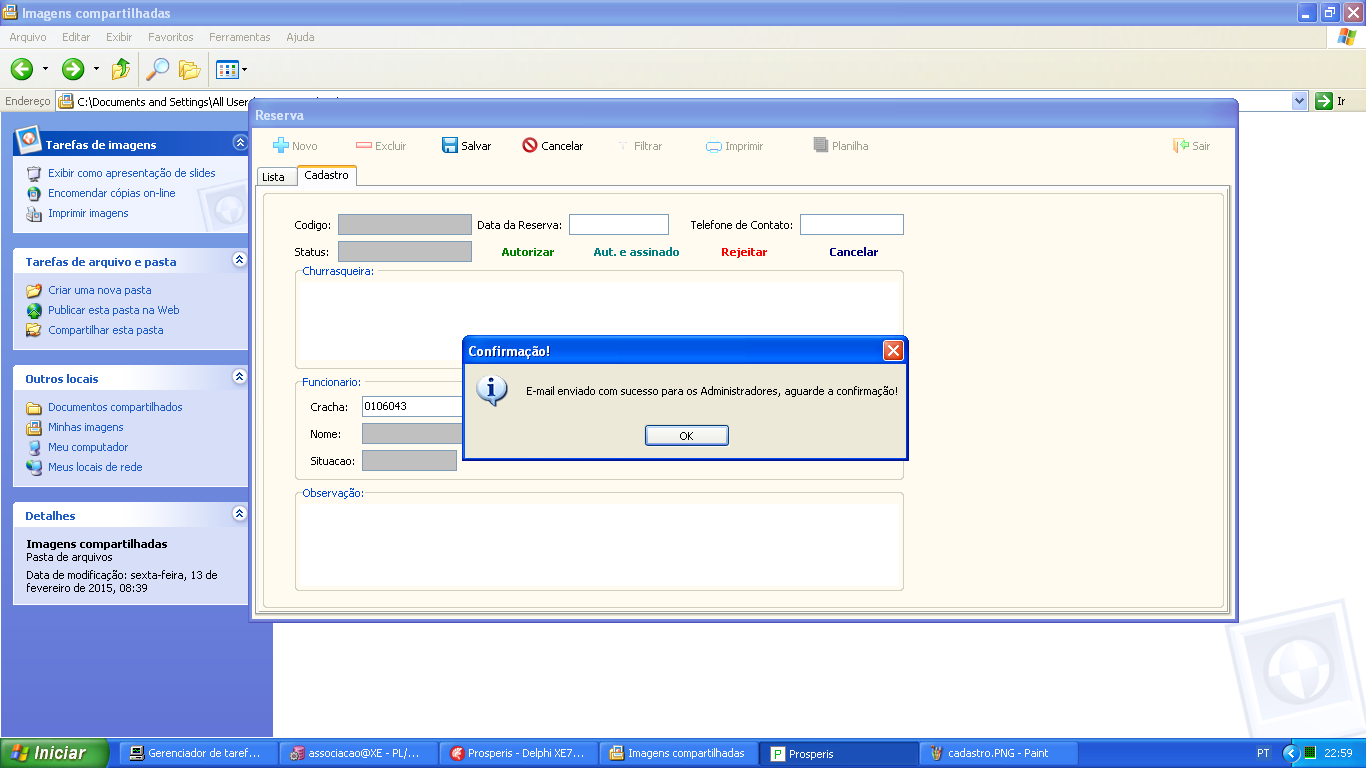 Imagens compartilhadas
Arquivo Editar Exibir Favoritos Ferramentas Ajuda
Endereço C:\Documents and Settings\All User Ir
Reserva
Novo Excluir Salvar Cancelar Filtrar Imprimir Planilha Sair
Lista Cadastro
Codigo: Data da Reserva: Telefone de Contato:
Status: Autorizar Aut. e assinado Rejeitar Cancelar
Churrasqueira:
Confirmação!
E-mail enviado com sucesso para os Administradores, aguarde a confirmação!
OK
Funcionario:
Cracha: 0106043
Nome:
Situacao:
Observação:
Tarefas de imagens
Exibir como apresentação de slides
Encomendar cópias on-line
Imprimir imagens
Tarefas de arquivo e pasta
Criar uma nova pasta
Publicar esta pasta na Web
Compartilhar esta pasta
Outros locais
Documentos compartilhados
Minhas imagens
Meu computador
Meus locais de rede
Detalhes
Imagens compartilhadas
Pasta de arquivos
Data de modificação: sexta-feira, 13 de
fevereiro de 2015, 08:39
Iniciar Gerenciador de taref... associacao@XE - PL/... Prosperis - Delphi XE7... Imagens compartilhadas Prosperis cadastro.PNG - Paint PT 22:59